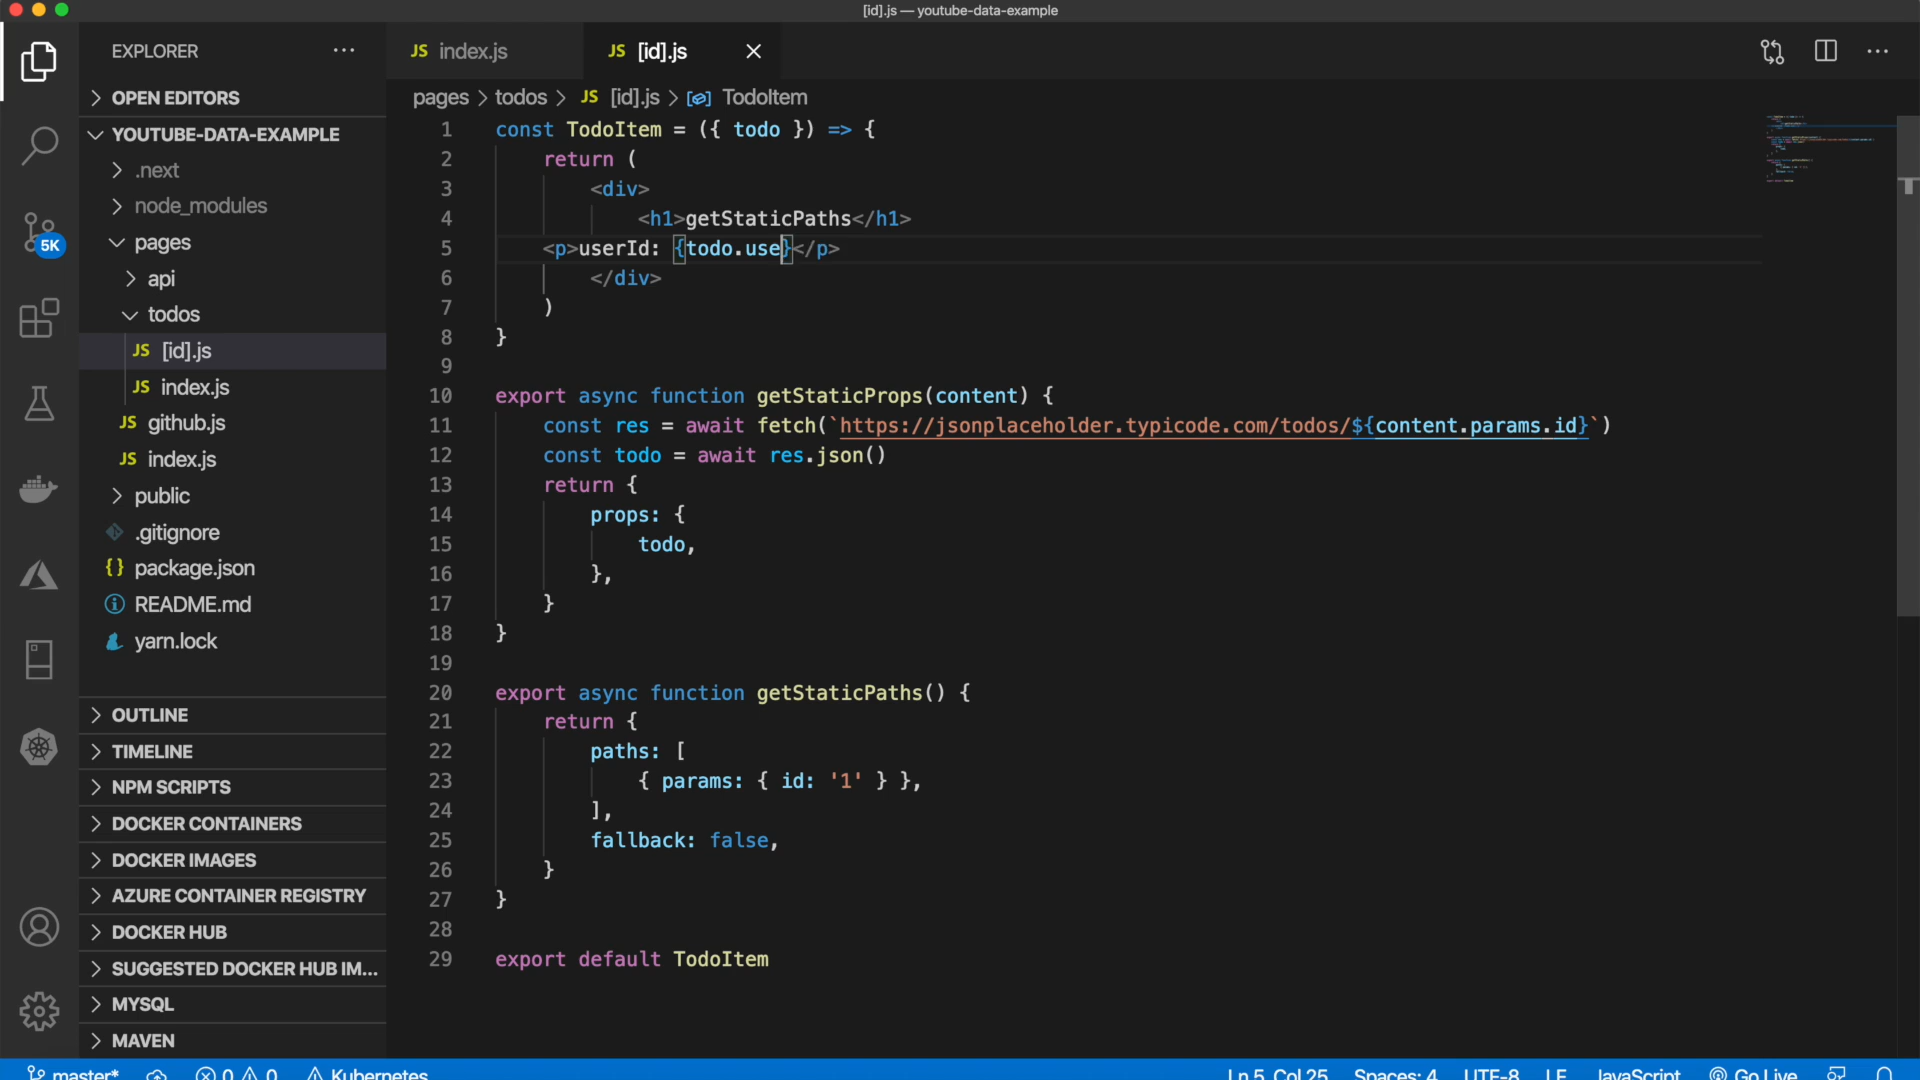 [id].js — youtube-data-example
EXPLORER
OPEN EDITORS
YOUTUBE-DATA-EXAMPLE
.next
node_modules
pages
api
todos
JS [id].js
JS index.js
JS github.js
JS index.js
public
.gitignore
{} package.json
README.md
yarn.lock
OUTLINE
TIMELINE
NPM SCRIPTS
DOCKER CONTAINERS
DOCKER IMAGES
AZURE CONTAINER REGISTRY
DOCKER HUB
SUGGESTED DOCKER HUB IM...
MYSQL
MAVEN
5K
JS index.js
JS [id].js
pages > todos > JS [id].js > TodoItem
1 const TodoItem = ({ todo }) => {
2 return (
3 <div>
4 <h1>getStaticPaths</h1>
5 <p>userId: {todo.use}</p>
6 </div>
7 )
8 }
9
10 export async function getStaticProps(content) {
11 const res = await fetch(`https://jsonplaceholder.typicode.com/todos/${content.params.id}`)
12 const todo = await res.json()
13 return {
14 props: {
15 todo,
16 },
17 }
18 }
19
20 export async function getStaticPaths() {
21 return {
22 paths: [
23 { params: { id: '1' } },
24 ],
25 fallback: false,
26 }
27 }
28
29 export default TodoItem
master* 0 0 Kubernetes Ln 5, Col 25 Spaces: 4 UTF-8 LF JavaScript Go Live